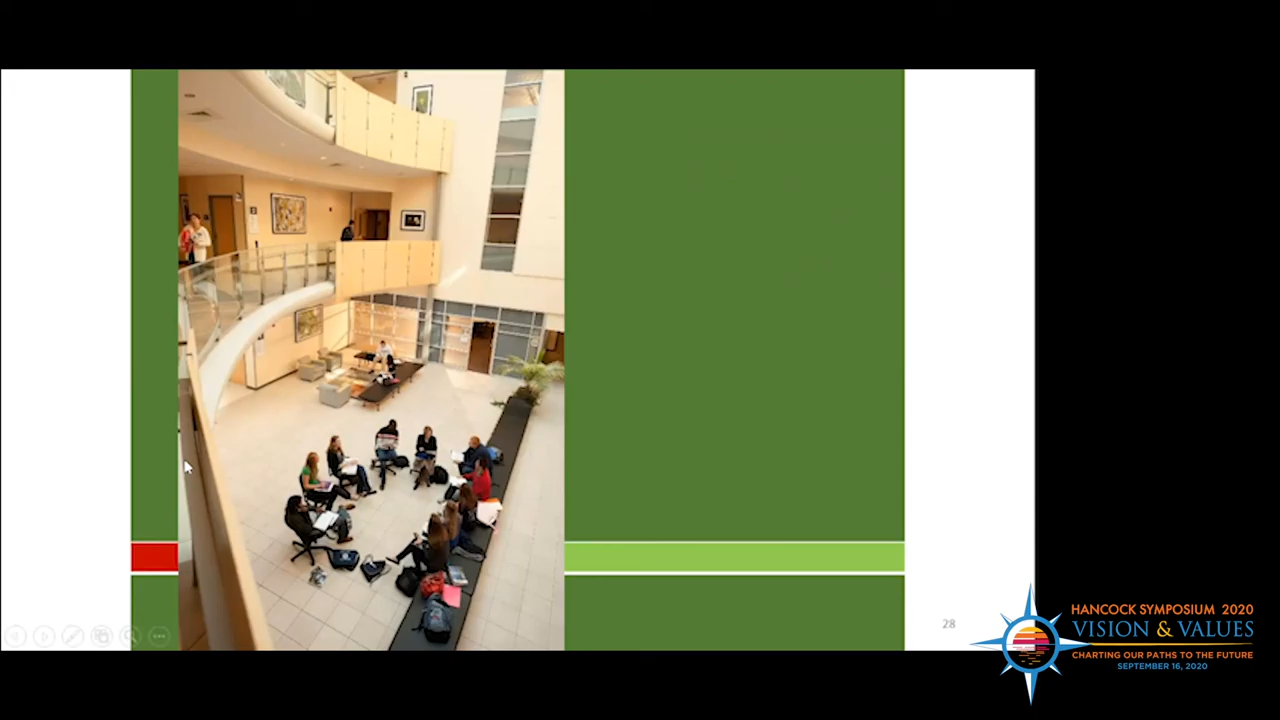 28
HANCOCK SYMPOSIUM 2020
VISION & VALUES
CHARTING OUR PATHS TO THE FUTURE
SEPTEMBER 16, 2020